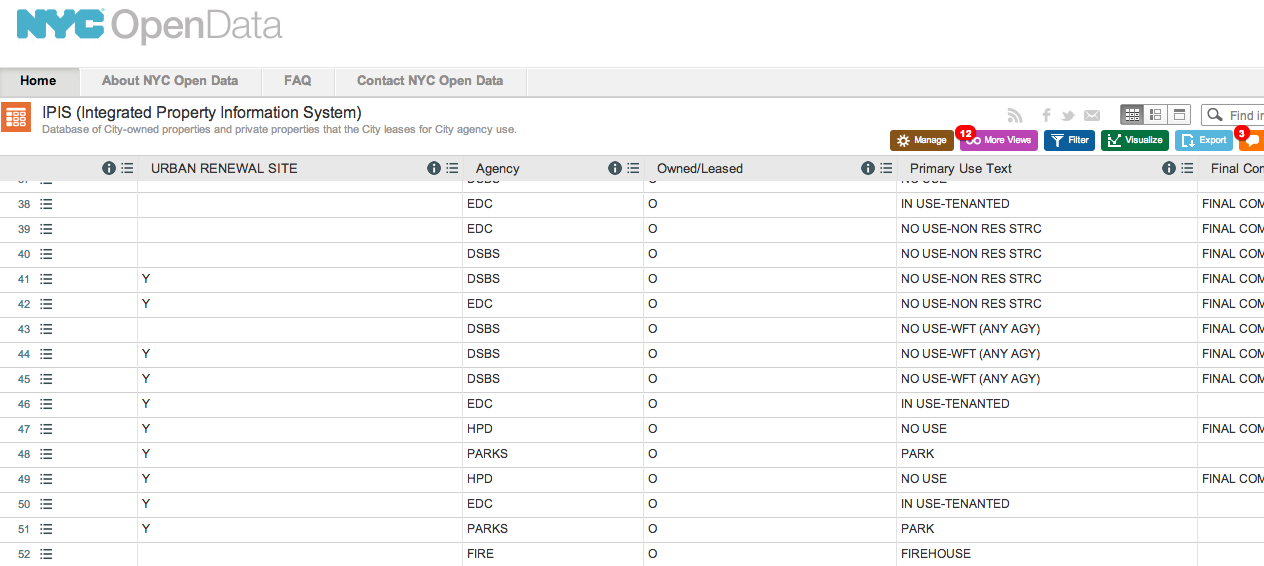 NYC OpenData
Home About NYC Open Data FAQ Contact NYC Open Data
IPIS (Integrated Property Information System)
Database of City-owned properties and private properties that the City leases for City agency use.
Find in
Manage 12 More Views Filter Visualize Export 3
URBAN RENEWAL SITE Agency Owned/Leased Primary Use Text Final Com
37 DSBS O NO USE
38 EDC O IN USE-TENANTED FINAL COM
39 EDC O NO USE-NON RES STRC FINAL COM
40 DSBS O NO USE-NON RES STRC FINAL COM
41 Y DSBS O NO USE-NON RES STRC FINAL COM
42 Y EDC O NO USE-NON RES STRC FINAL COM
43 DSBS O NO USE-WFT (ANY AGY) FINAL COM
44 Y DSBS O NO USE-WFT (ANY AGY) FINAL COM
45 Y DSBS O NO USE-WFT (ANY AGY) FINAL COM
46 Y EDC O IN USE-TENANTED
47 Y HPD O NO USE FINAL COM
48 Y PARKS O PARK
49 Y HPD O NO USE FINAL COM
50 Y EDC O IN USE-TENANTED
51 Y PARKS O PARK
52 FIRE O FIREHOUSE